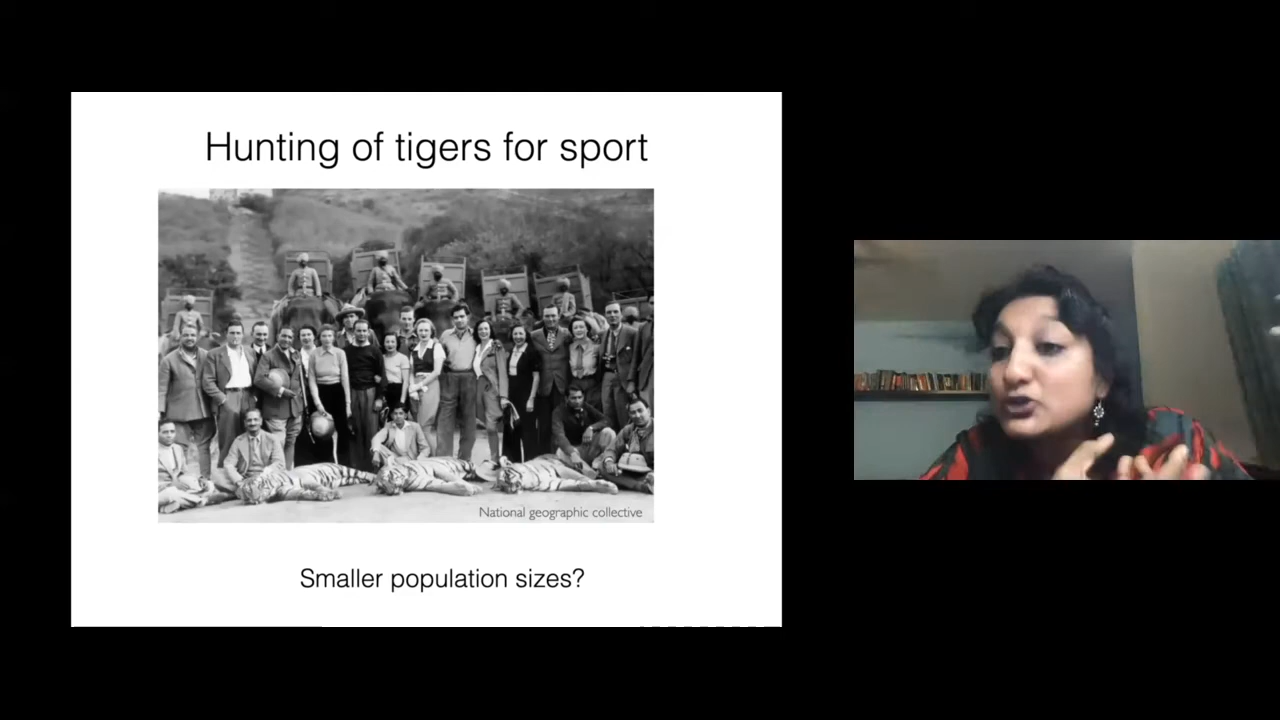 Hunting of tigers for sport
National geographic collective
Smaller population sizes?